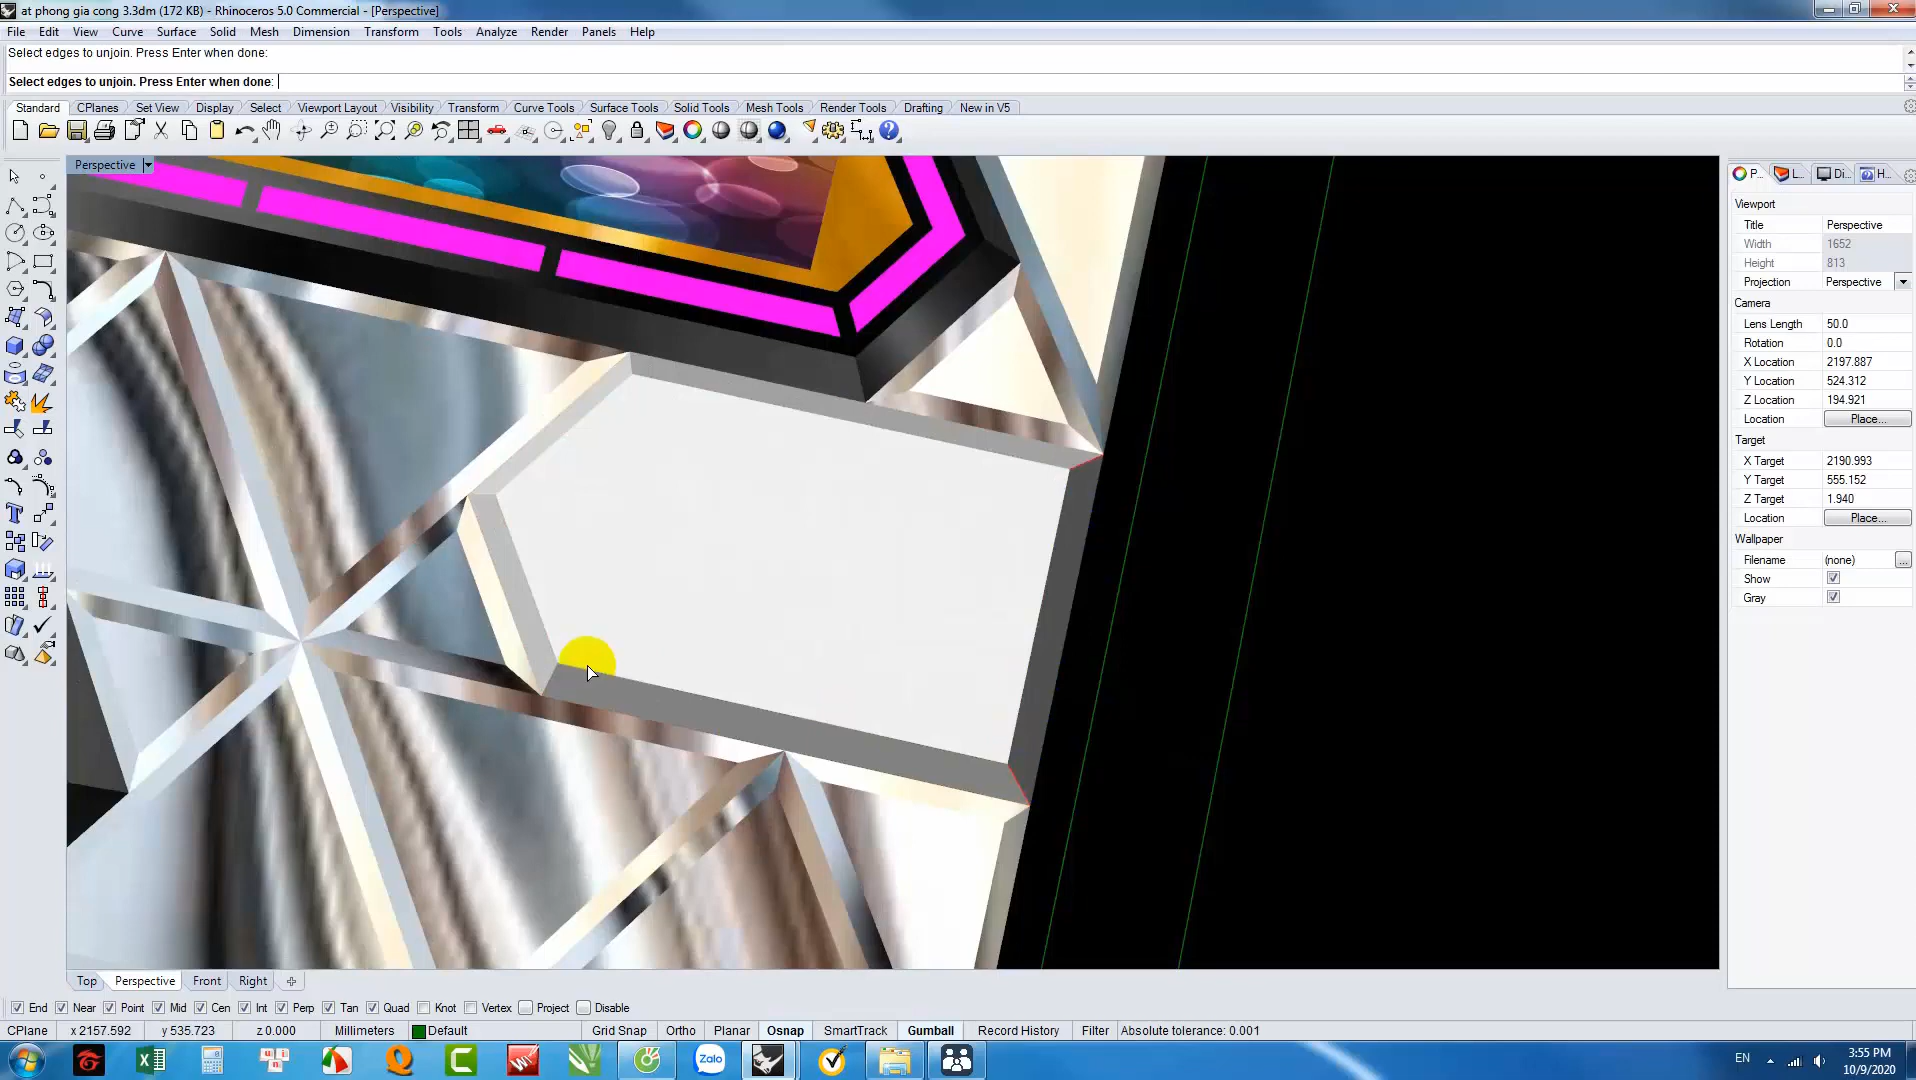 at phong gia cong 3.3dm (172 KB) - Rhinoceros 5.0 Commercial - [Perspective]
File Edit View Curve Surface Solid Mesh Dimension Transform Tools Analyze Render Panels Help
Select edges to unjoin. Press Enter when done:
Select edges to unjoin. Press Enter when done:
Standard CPlanes Set View Display Select Viewport Layout Visibility Transform Curve Tools Surface Tools Solid Tools Mesh Tools Render Tools Drafting New in V5
Perspective
P... L... Di... H...
Viewport
Title Perspective
Width 1652
Height 813
Projection Perspective
Camera
Lens Length 50.0
Rotation 0.0
X Location 2197.887
Y Location 524.312
Z Location 194.921
Location Place...
Target
X Target 2190.993
Y Target 555.152
Z Target 1.940
Location Place...
Wallpaper
Filename (none) ...
Show
Gray
Top Perspective Front Right
End Near Point Mid Cen Int Perp Tan Quad Knot Vertex Project Disable
CPlane x 2157.592 y 535.723 z 0.000 Millimeters Default Grid Snap Ortho Planar Osnap SmartTrack Gumball Record History Filter Absolute tolerance: 0.001
Zalo
EN
3:55 PM
10/9/2020